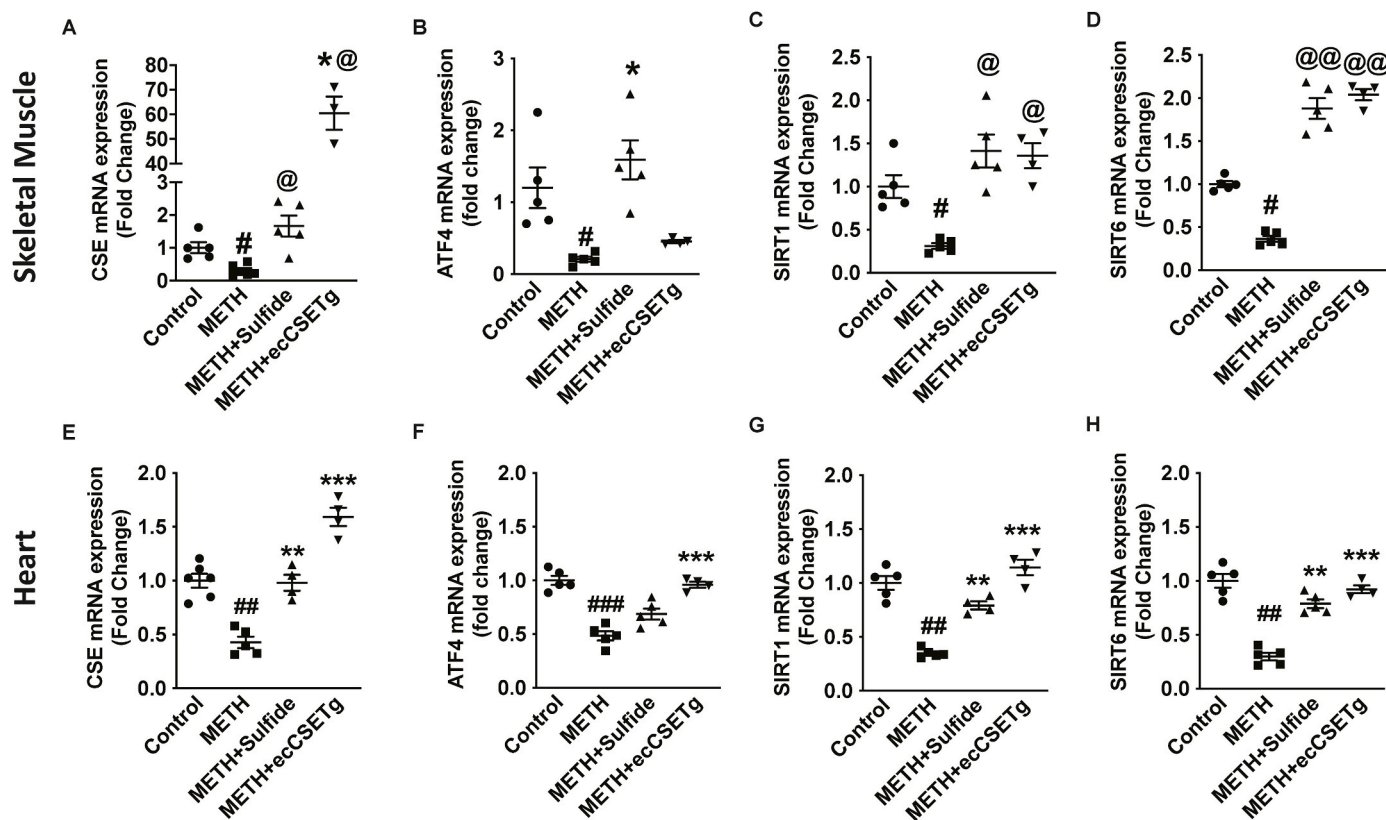 Skeletal Muscle
A
CSE mRNA expression
(Fold Change)
80
70
60
50
40
3
2
1
0
#
@
* @
Control
METH
METH+Sulfide
METH+ecCSETg
B
ATF4 mRNA expression
(fold change)
3
2
1
0
#
*
Control
METH
METH+Sulfide
METH+ecCSETg
C
SIRT1 mRNA expression
(Fold Change)
2.5
2.0
1.5
1.0
0.5
0.0
#
@
@
Control
METH
METH+Sulfide
METH+ecCSETg
D
SIRT6 mRNA expression
(Fold Change)
2.5
2.0
1.5
1.0
0.5
0.0
#
@@
@@
Control
METH
METH+Sulfide
METH+ecCSETg
Heart
E
CSE mRNA expression
(Fold Change)
2.0
1.5
1.0
0.5
0.0
##
**
***
Control
METH
METH+Sulfide
METH+ecCSETg
F
ATF4 mRNA expression
(fold change)
2.0
1.5
1.0
0.5
0.0
###
***
Control
METH
METH+Sulfide
METH+ecCSETg
G
SIRT1 mRNA expression
(Fold Change)
2.0
1.5
1.0
0.5
0.0
##
**
***
Control
METH
METH+Sulfide
METH+ecCSETg
H
SIRT6 mRNA expression
(Fold Change)
2.0
1.5
1.0
0.5
0.0
##
**
***
Control
METH
METH+Sulfide
METH+ecCSETg